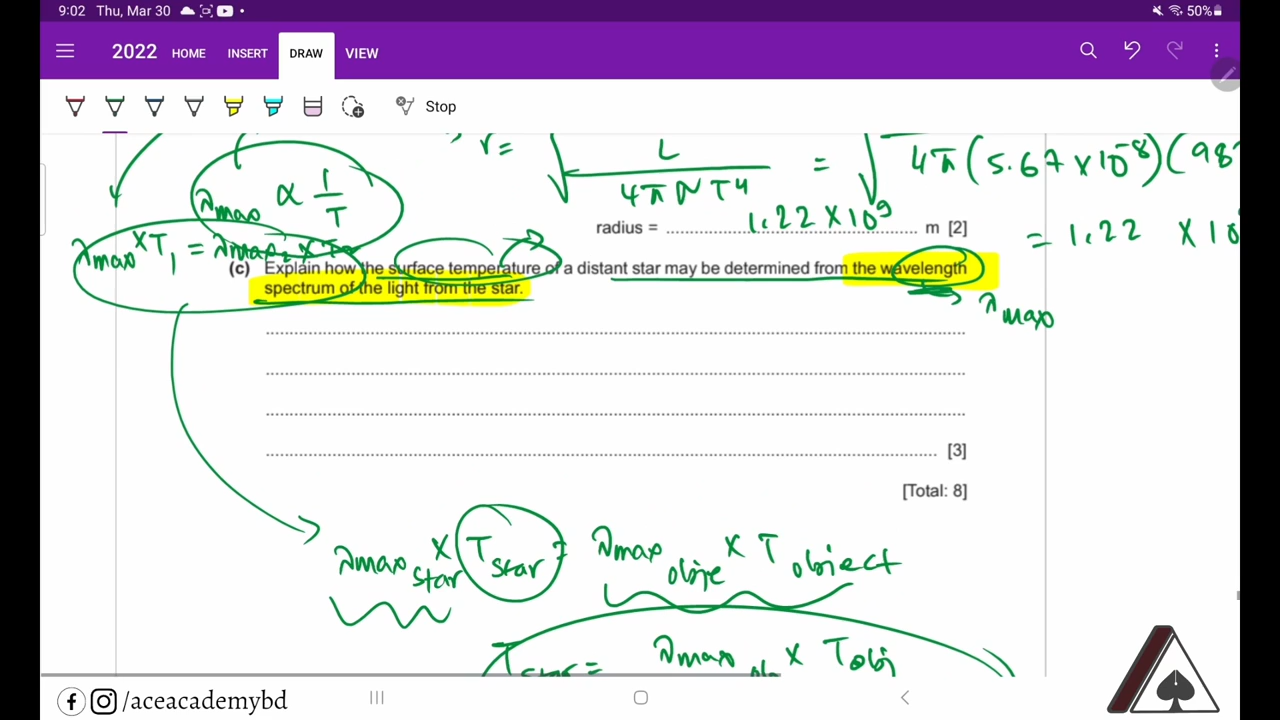 9:02 Thu, Mar 30 50%
2022 HOME INSERT DRAW VIEW
Stop
r = √ L / 4πσT⁴ = √ 4π(5.67 × 10⁻⁸)(98
λmax ∝ 1/T
radius = 1.22 × 10⁹ m [2]
= 1.22 × 10
λmax × T₁ = λmax₂ × T₂
(c) Explain how the surface temperature of a distant star may be determined from the wavelength
spectrum of the light from the star.
λmax
[3]
[Total: 8]
λmax star × T star = λmax obje × T object
T star = λmax ob × T obj
/aceacademybd